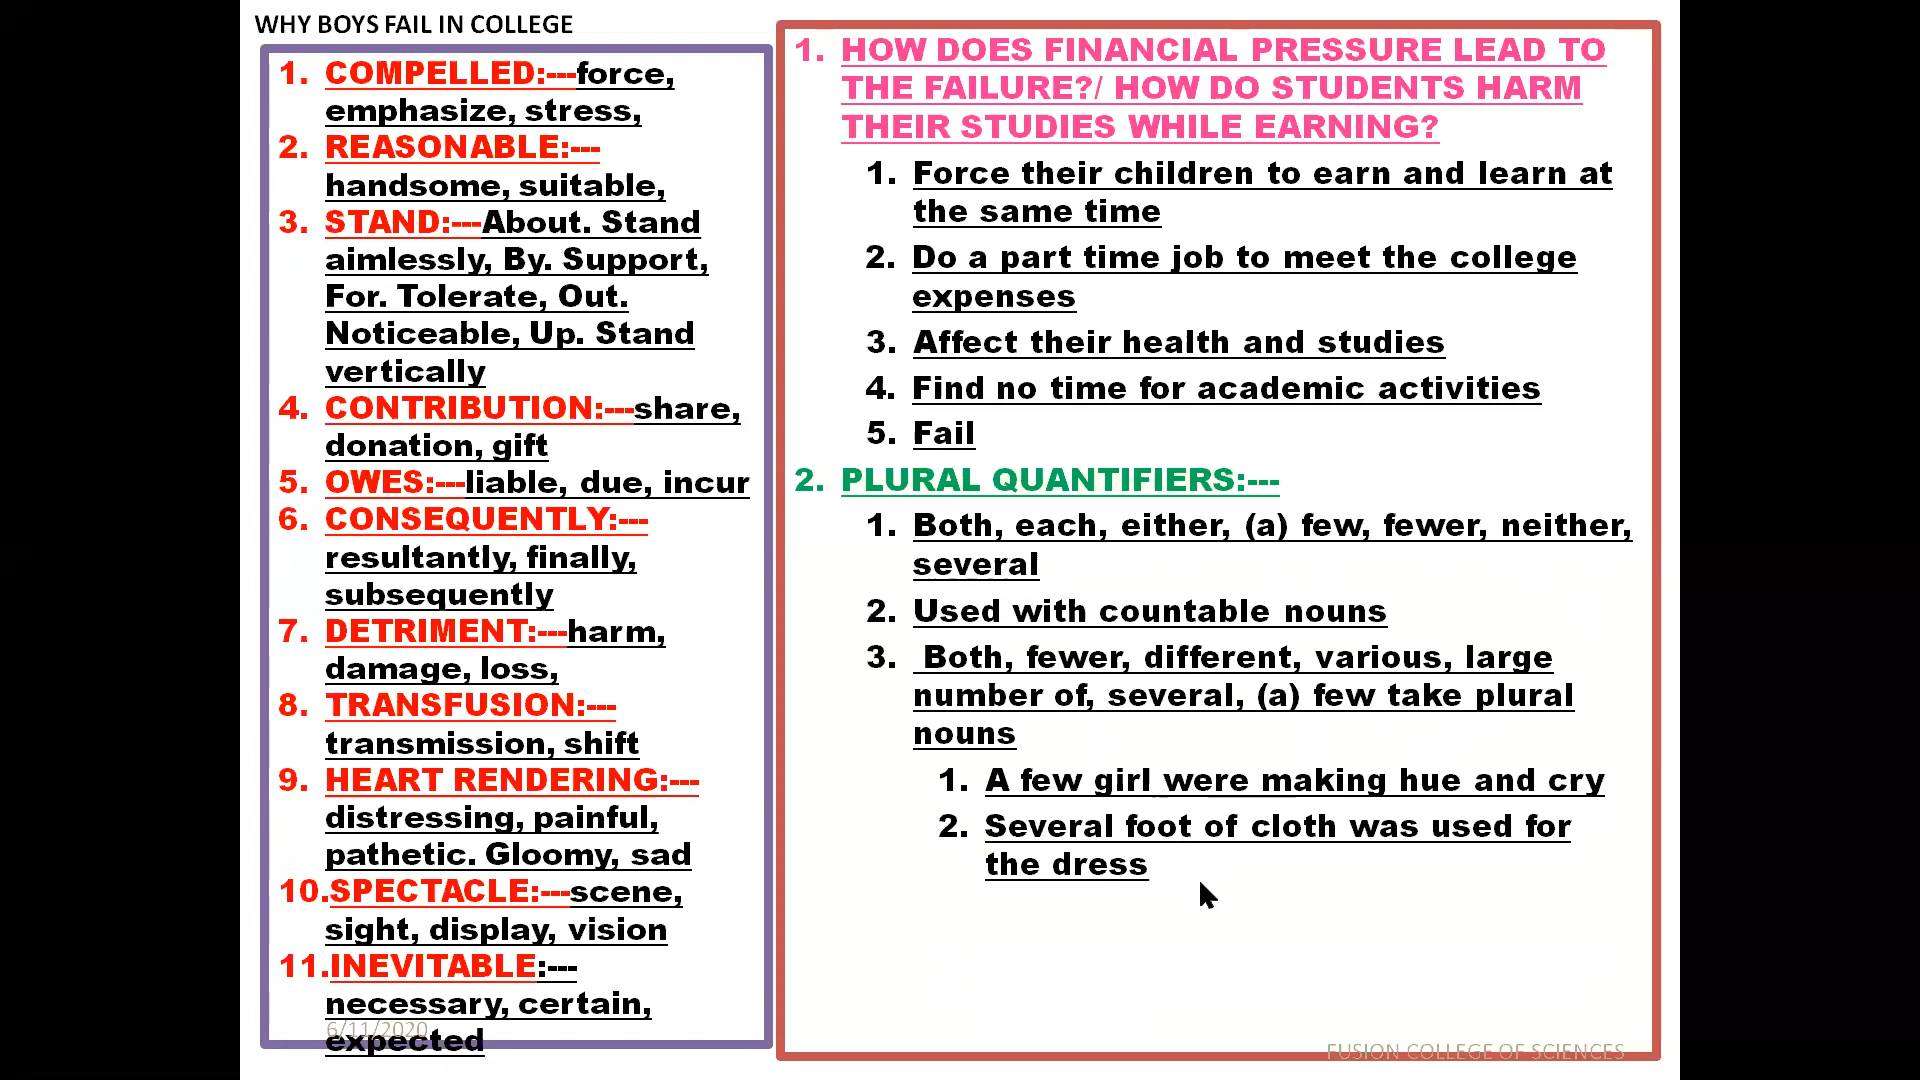 WHY BOYS FAIL IN COLLEGE
1. COMPELLED:---force,
emphasize, stress,
2. REASONABLE:---
handsome, suitable,
3. STAND:---About. Stand
aimlessly, By. Support,
For. Tolerate, Out.
Noticeable, Up. Stand
vertically
4. CONTRIBUTION:---share,
donation, gift
5. OWES:---liable, due, incur
6. CONSEQUENTLY:---
resultantly, finally,
subsequently
7. DETRIMENT:---harm,
damage, loss,
8. TRANSFUSION:---
transmission, shift
9. HEART RENDERING:---
distressing, painful,
pathetic. Gloomy, sad
10.SPECTACLE:---scene,
sight, display, vision
11.INEVITABLE:---
necessary, certain,
expected
6/11/2020
1. HOW DOES FINANCIAL PRESSURE LEAD TO
THE FAILURE?/ HOW DO STUDENTS HARM
THEIR STUDIES WHILE EARNING?
1. Force their children to earn and learn at
the same time
2. Do a part time job to meet the college
expenses
3. Affect their health and studies
4. Find no time for academic activities
5. Fail
2. PLURAL QUANTIFIERS:---
1. Both, each, either, (a) few, fewer, neither,
several
2. Used with countable nouns
3. Both, fewer, different, various, large
number of, several, (a) few take plural
nouns
1. A few girl were making hue and cry
2. Several foot of cloth was used for
the dress
FUSION COLLEGE OF SCIENCES